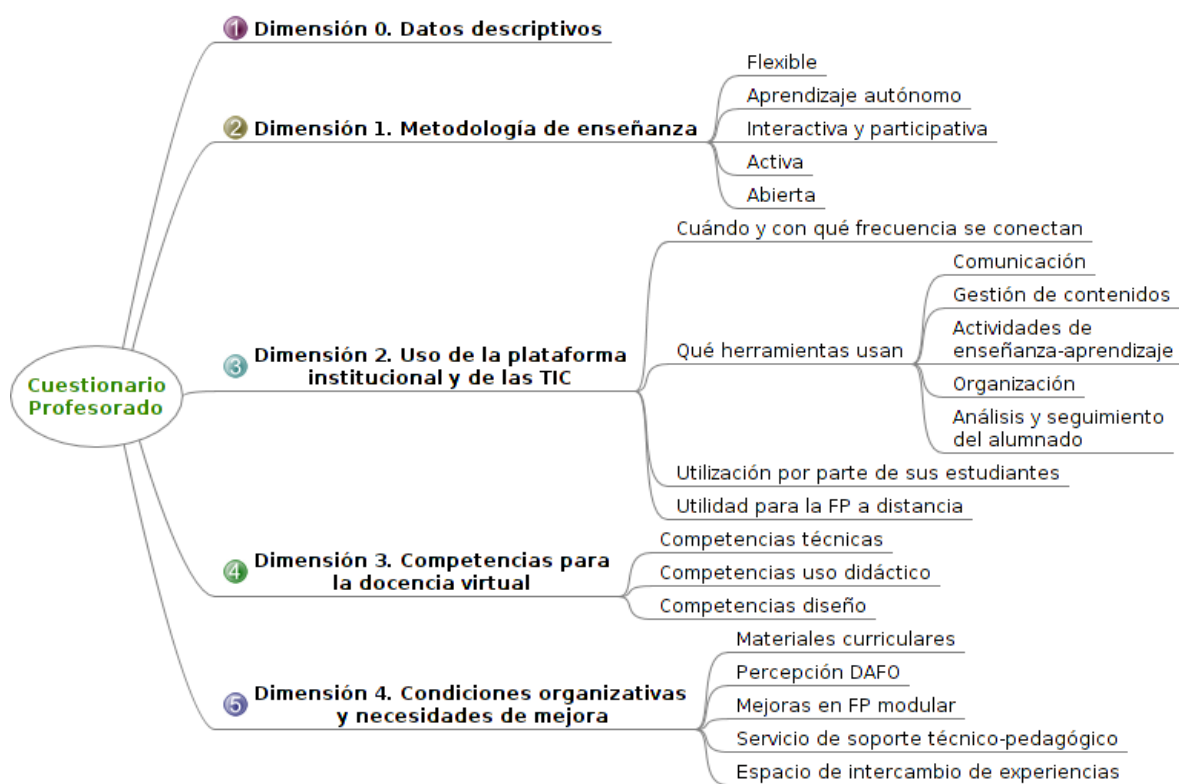 Cuestionario
Profesorado
1 Dimensión 0. Datos descriptivos
2 Dimensión 1. Metodología de enseñanza
Flexible
Aprendizaje autónomo
Interactiva y participativa
Activa
Abierta
3 Dimensión 2. Uso de la plataforma
institucional y de las TIC
Cuándo y con qué frecuencia se conectan
Qué herramientas usan
Comunicación
Gestión de contenidos
Actividades de
enseñanza-aprendizaje
Organización
Análisis y seguimiento
del alumnado
Utilización por parte de sus estudiantes
Utilidad para la FP a distancia
4 Dimensión 3. Competencias para
la docencia virtual
Competencias técnicas
Competencias uso didáctico
Competencias diseño
5 Dimensión 4. Condiciones organizativas
y necesidades de mejora
Materiales curriculares
Percepción DAFO
Mejoras en FP modular
Servicio de soporte técnico-pedagógico
Espacio de intercambio de experiencias